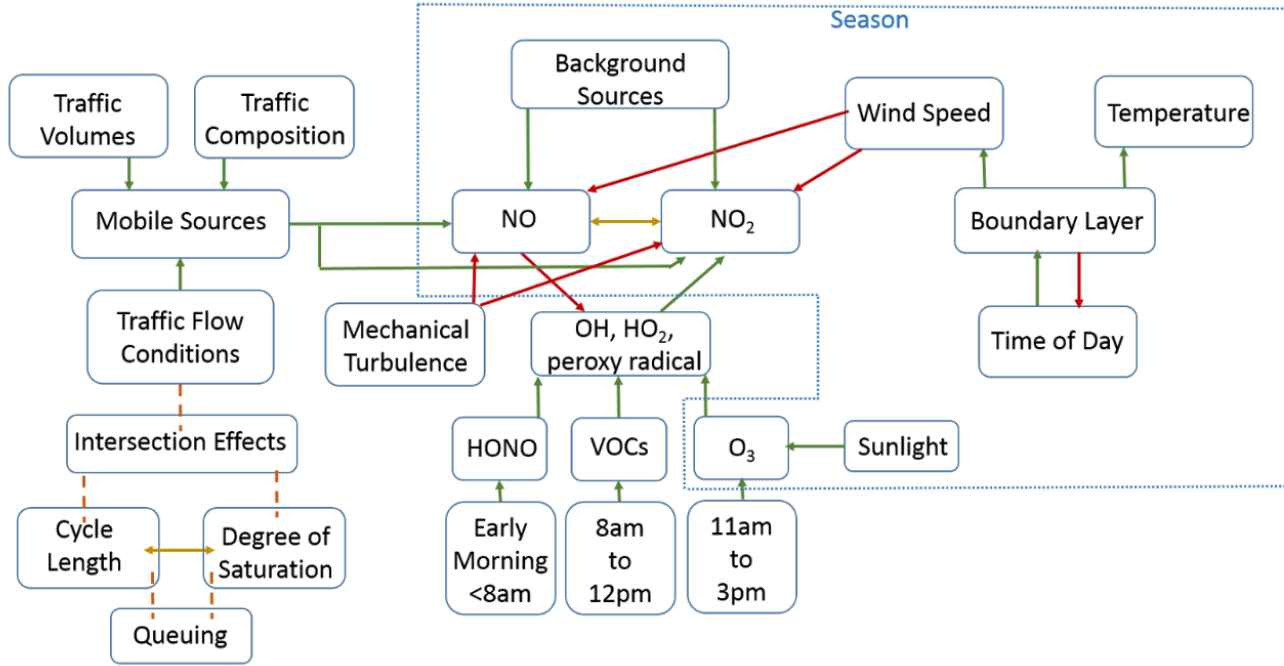 Season
Background
Sources
Traffic
Volumes
Traffic
Composition
Wind Speed
Temperature
Mobile Sources
NO
NO₂
Boundary Layer
Traffic Flow
Conditions
Mechanical
Turbulence
OH, HO₂,
peroxy radical
Time of Day
Intersection Effects
HONO
VOCs
O₃
Sunlight
Cycle
Length
Degree of
Saturation
Early
Morning
<8am
8am
to
12pm
11am
to
3pm
Queuing